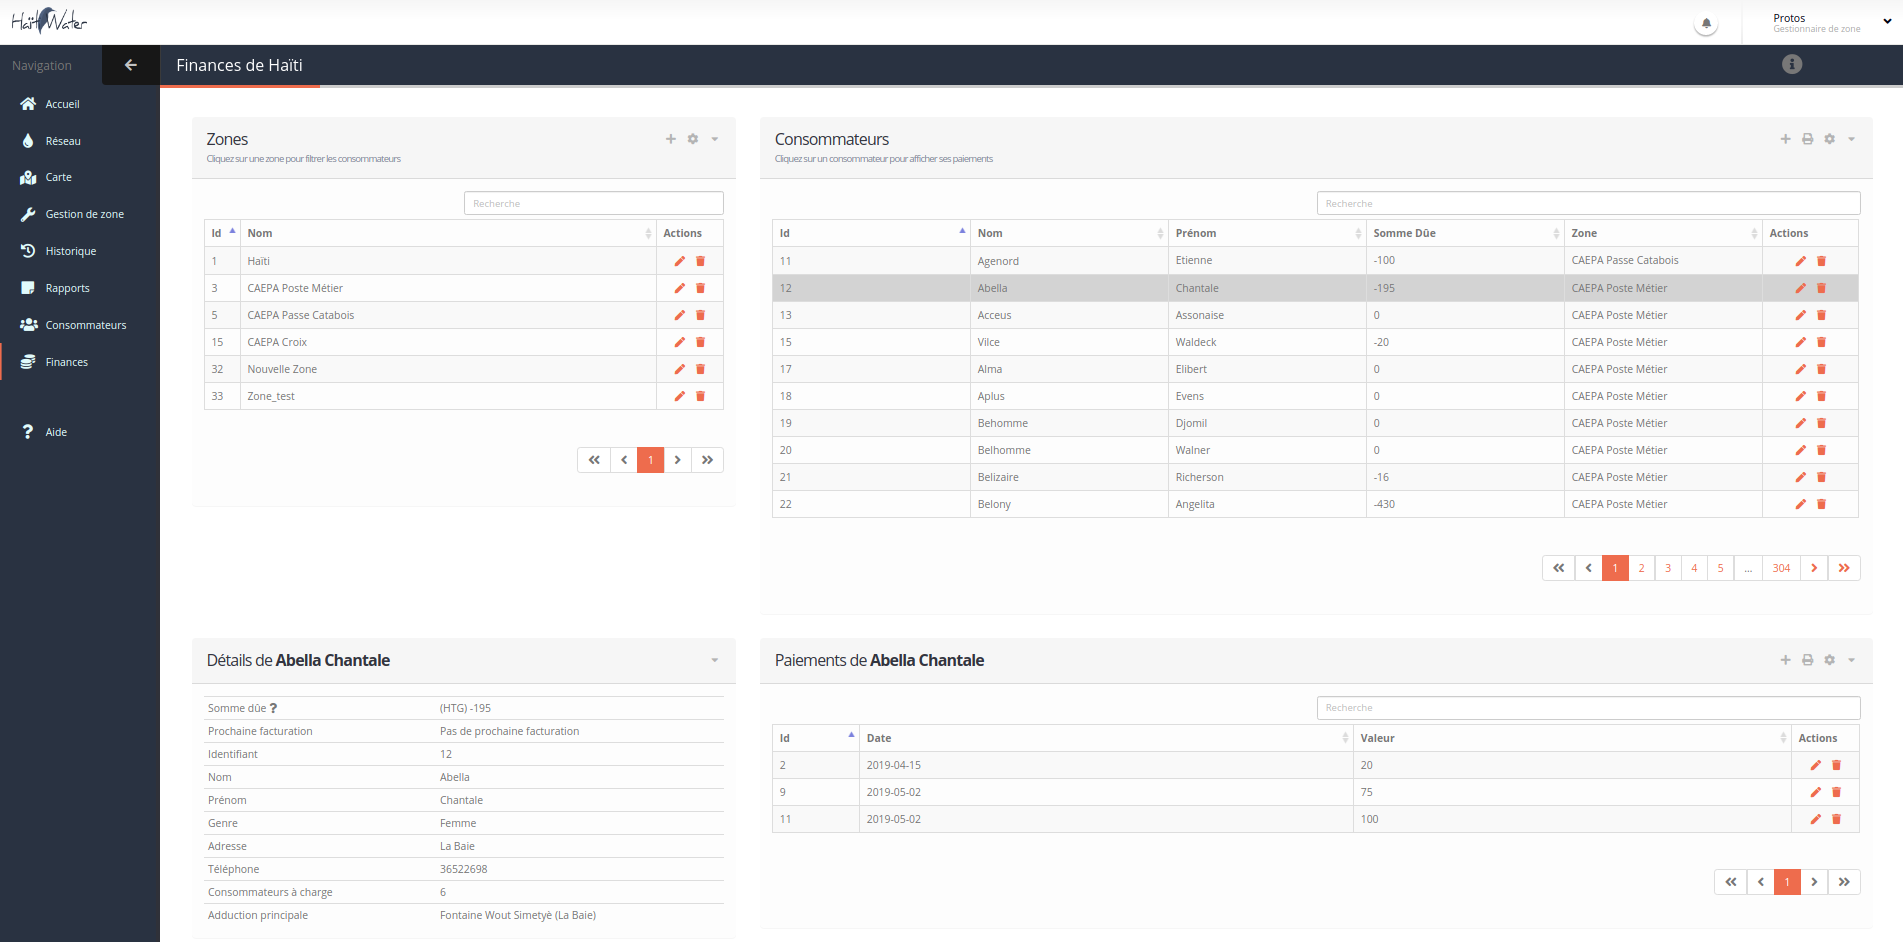 Haïti Water
Protos
Gestionnaire de zone
Navigation
Finances de Haïti
Accueil
Réseau
Carte
Gestion de zone
Historique
Rapports
Consommateurs
Finances
Aide
Zones
Cliquez sur une zone pour filtrer les consommateurs
Recherche
Id Nom Actions
1 Haïti
3 CAEPA Poste Métier
5 CAEPA Passe Catabois
15 CAEPA Croix
32 Nouvelle Zone
33 Zone_test
1
Consommateurs
Cliquez sur un consommateur pour afficher ses paiements
Recherche
Id Nom Prénom Somme Dûe Zone Actions
11 Agenord Etienne -100 CAEPA Passe Catabois
12 Abella Chantale -195 CAEPA Poste Métier
13 Acceus Assonaise 0 CAEPA Poste Métier
15 Vilce Waldeck -20 CAEPA Poste Métier
17 Alma Elibert 0 CAEPA Poste Métier
18 Aplus Evens 0 CAEPA Poste Métier
19 Behomme Djomil 0 CAEPA Poste Métier
20 Belhomme Walner 0 CAEPA Poste Métier
21 Belizaire Richerson -16 CAEPA Poste Métier
22 Belony Angelita -430 CAEPA Poste Métier
1 2 3 4 5 ... 304
Détails de Abella Chantale
Somme dûe ? (HTG) -195
Prochaine facturation Pas de prochaine facturation
Identifiant 12
Nom Abella
Prénom Chantale
Genre Femme
Adresse La Baie
Téléphone 36522698
Consommateurs à charge 6
Adduction principale Fontaine Wout Simetyè (La Baie)
Paiements de Abella Chantale
Recherche
Id Date Valeur Actions
2 2019-04-15 20
9 2019-05-02 75
11 2019-05-02 100
1